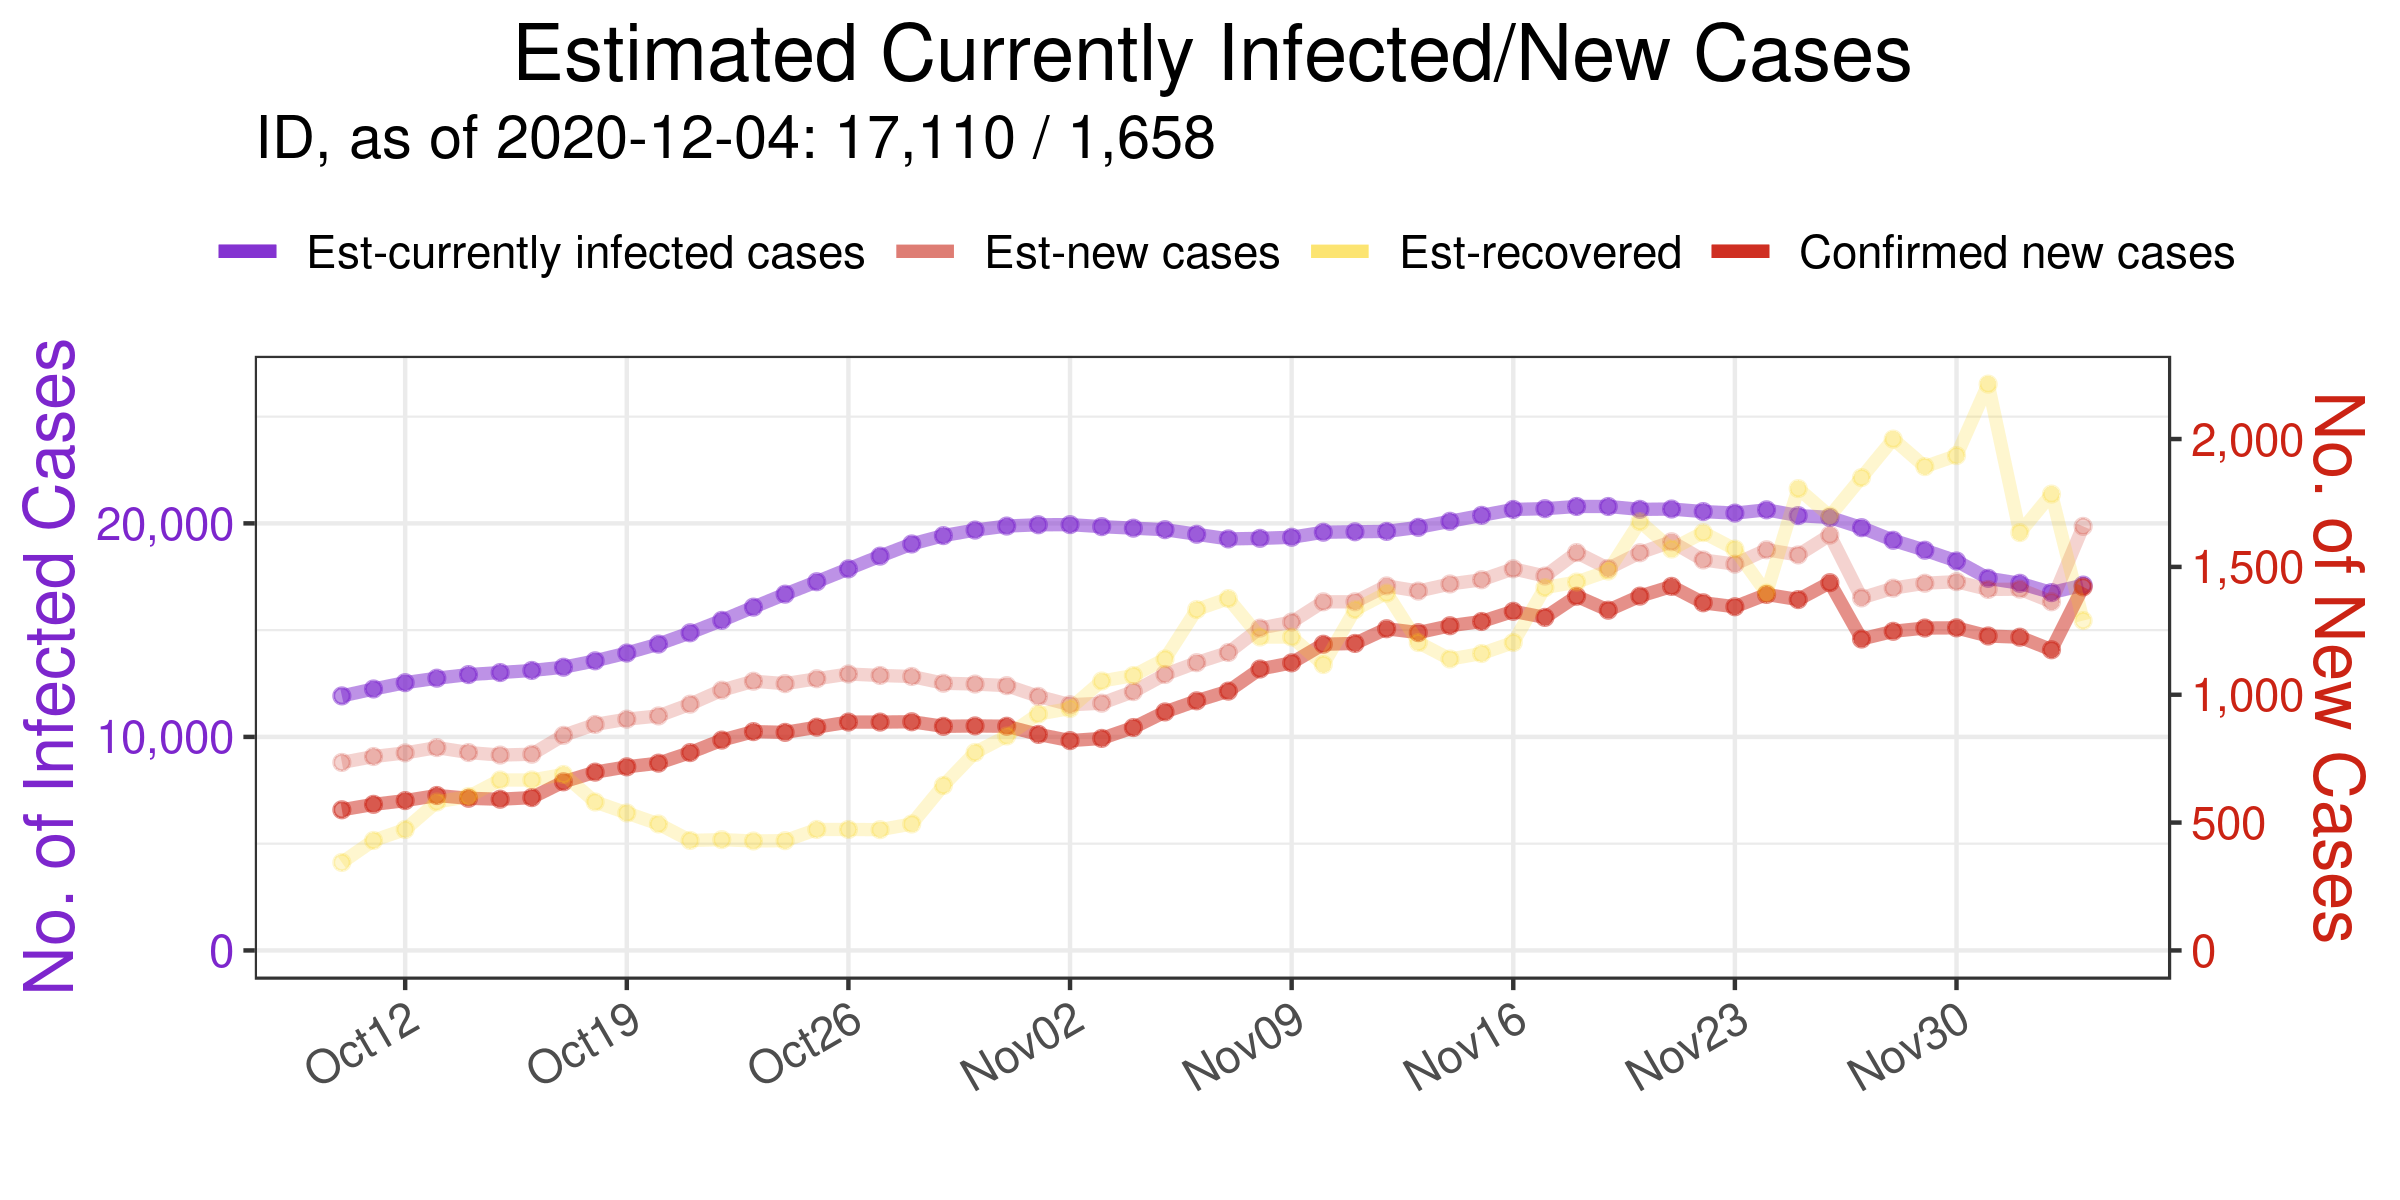 Estimated Currently Infected/New Cases
ID, as of 2020-12-04: 17,110 / 1,658
Est-currently infected cases Est-new cases Est-recovered Confirmed new cases
No. of Infected Cases
20,000
10,000
0
2,000
1,500
1,000
500
0
No. of New Cases
Oct12 Oct19 Oct26 Nov02 Nov09 Nov16 Nov23 Nov30